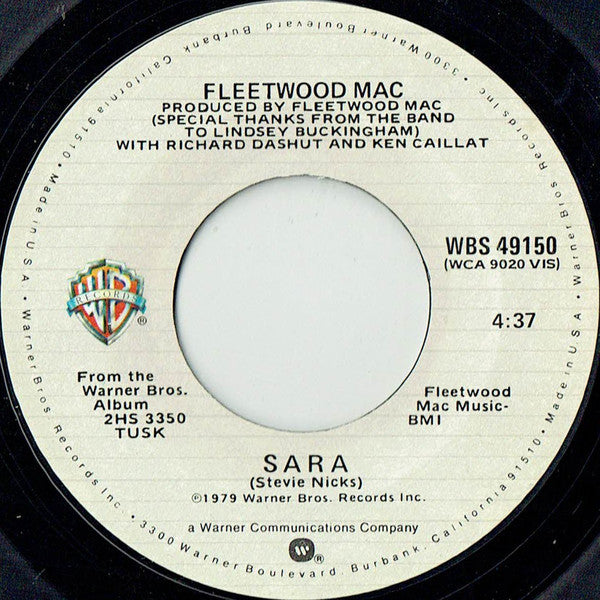 FLEETWOOD MAC
PRODUCED BY FLEETWOOD MAC
(SPECIAL THANKS FROM THE BAND
TO LINDSEY BUCKINGHAM)
WITH RICHARD DASHUT AND KEN CAILLAT
WBS 49150
(WCA 9020 VIS)
4:37
WB
RECORDS
®
From the
Warner Bros.
Album
2HS 3350
TUSK
Fleetwood
Mac Music-
BMI
SARA
(Stevie Nicks)
℗1979 Warner Bros. Records Inc.
a Warner Communications Company
®
Warner Bros. Records Inc. • 3300 Warner Boulevard, Burbank, California 91510 • Made in U.S.A. • Warner Bros. Records Inc. • 3300 Warner Boulevard, Burbank, California 91510 • Made in U.S.A. •